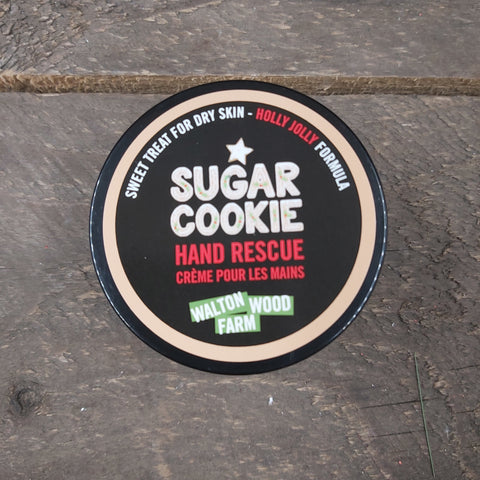 SWEET TREAT FOR DRY SKIN - HOLLY JOLLY FORMULA
SUGAR
COOKIE
HAND RESCUE
CRÈME POUR LES MAINS
WALTON WOOD
FARM